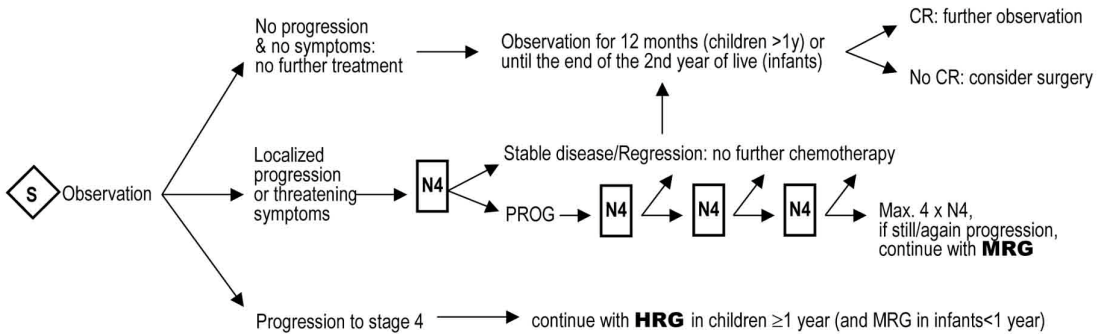 No progression
& no symptoms:
no further treatment
Observation for 12 months (children >1y) or
until the end of the 2nd year of live (infants)
CR: further observation
No CR: consider surgery
S
Observation
Localized
progression
or threatening
symptoms
N4
Stable disease/Regression: no further chemotherapy
PROG
N4
N4
N4
Max. 4 x N4,
if still/again progression,
continue with MRG
Progression to stage 4
continue with HRG in children ≥1 year (and MRG in infants<1 year)